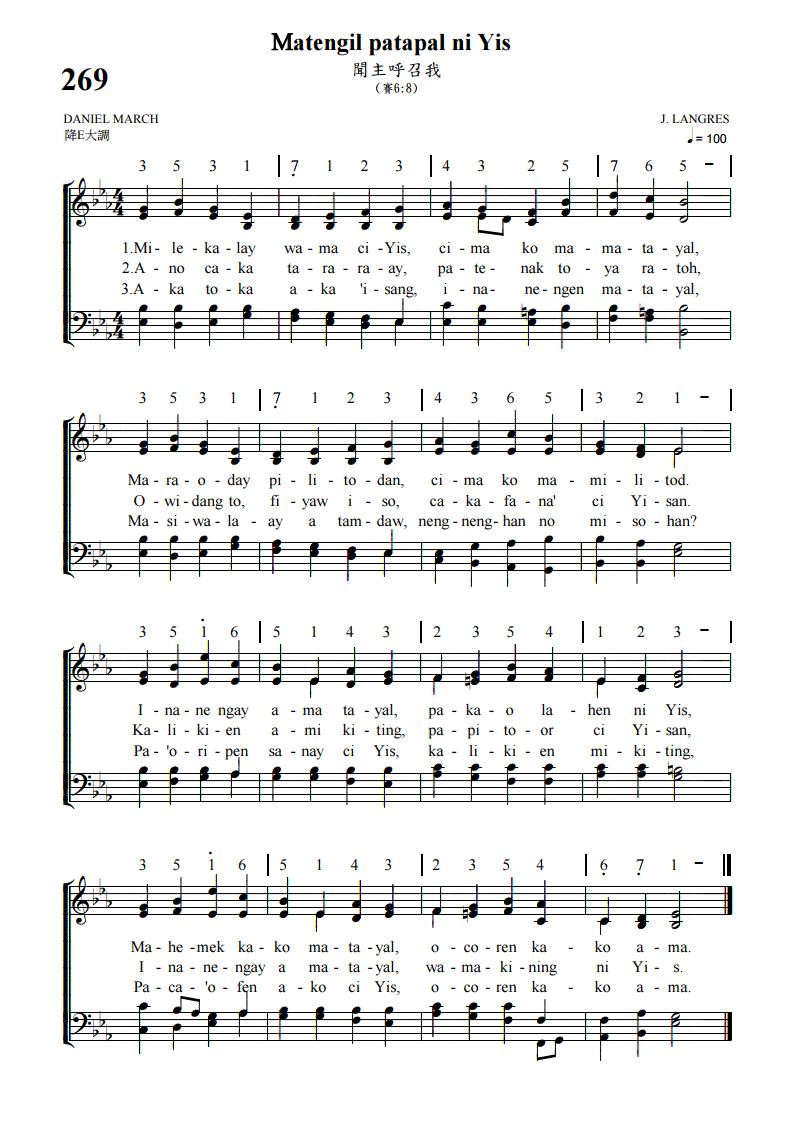 Matengil patapal ni Yis
269
聞主呼召我
(賽6:8)
DANIEL MARCH
J. LANGRES
降E大調
♩= 100
3 5 3 1 | 7̣ 1 2 3 | 4 3 2 5 | 7 6 5 − |
1.Mi- le - ka - lay wa - ma ci - Yis, ci - ma ko ma - ma - ta - yal,
2.A - no ca - ka ta - ra - ra - ay, pa - te - nak to - ya ra - toh,
3.A - ka to - ka a - ka 'i - sang, i - na - ne - ngen ma - ta - yal,
3 5 3 1 | 7̣ 1 2 3 | 4 3 6 5 | 3 2 1 − |
Ma - ra - o - day pi - li - to - dan, ci - ma ko ma - mi - li - tod.
O - wi - dang to, fi - yaw i - so, ca - ka - fa - na' ci Yi - san.
Ma - si - wa - la - ay a tam - daw, neng - neng - han no mi - so - han?
3 5 1̇ 6 | 5 1 4 3 | 2 3 5 4 | 1 2 3 − |
I - na - ne ngay a - ma ta - yal, pa - ka - o la - hen ni Yis,
Ka - li - ki - en a - mi ki - ting, pa - pi - to - or ci Yi - san,
Pa - 'o - ri - pen sa - nay ci Yis, ka - li - ki - en mi - ki - ting,
3 5 1̇ 6 | 5 1 4 3 | 2 3 5 4 | 6̣ 7̣ 1 −
Ma - he - mek ka - ko ma - ta - yal, o - co - ren ka - ko a - ma.
I - na - ne - ngay a ma - ta - yal, wa - ma - ki - ning ni Yi - s.
Pa - ca - 'o - fen a - ko ci Yis, o - co - ren ka - ko a - ma.